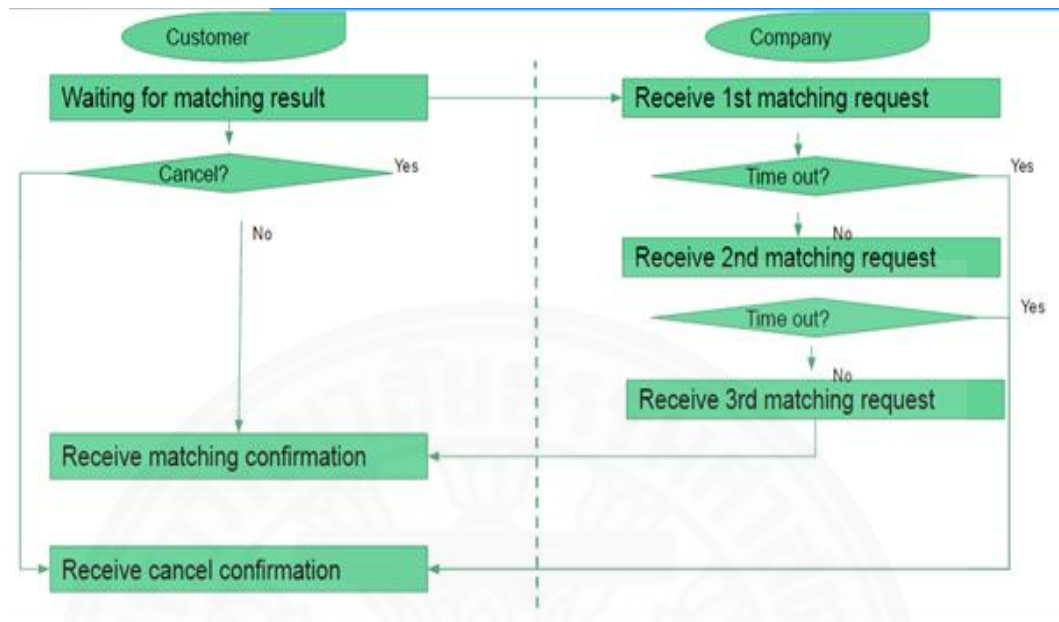 Customer
Company
Waiting for matching result
Receive 1st matching request
Cancel?
Yes
Time out?
Yes
No
No
Receive 2nd matching request
Time out?
Yes
No
Receive 3rd matching request
Receive matching confirmation
Receive cancel confirmation